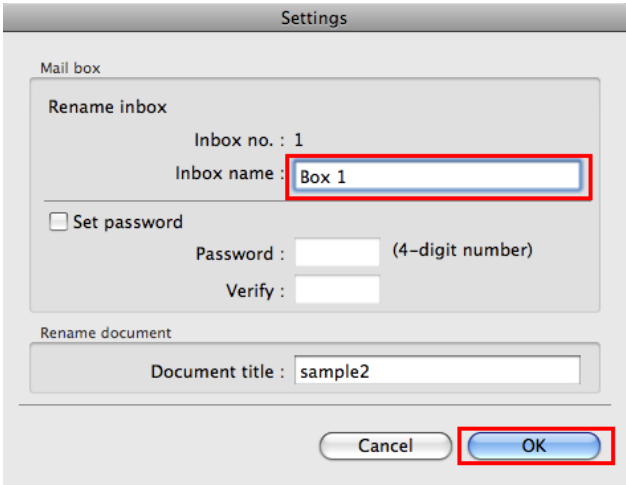 Settings
Mail box
Rename inbox
Inbox no. : 1
Inbox name : Box 1
Set password
Password : (4-digit number)
Verify :
Rename document
Document title : sample2
Cancel OK